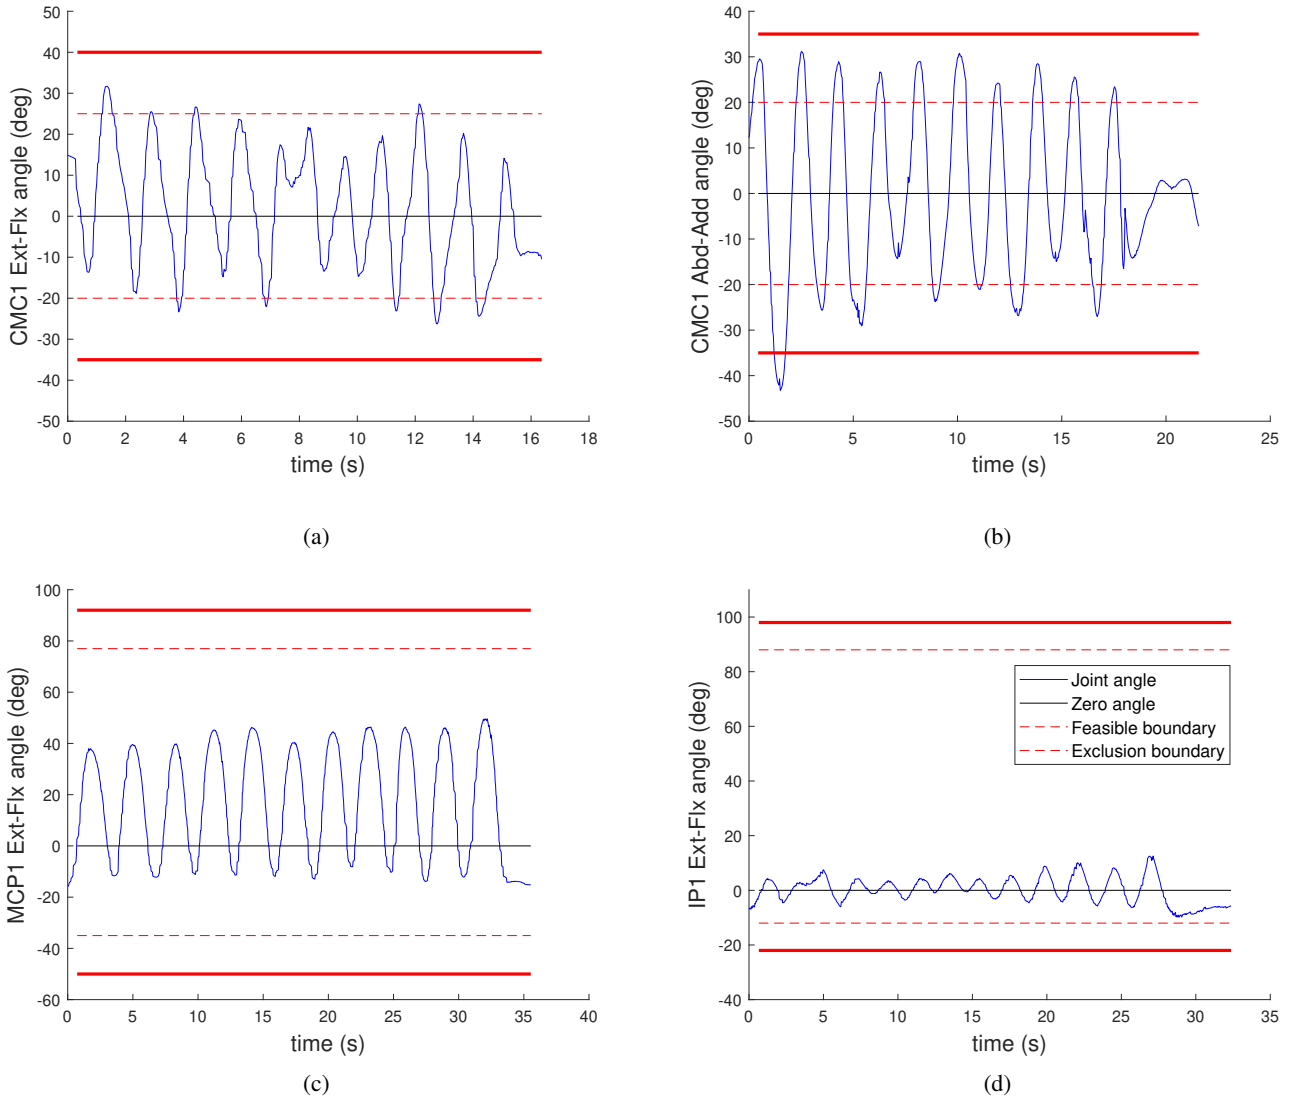 50
40
30
20
10
0
-10
-20
-30
-40
-50
CMC1 Ext-Flx angle (deg)
0 2 4 6 8 10 12 14 16 18
time (s)
(a)
40
30
20
10
0
-10
-20
-30
-40
-50
CMC1 Abd-Add angle (deg)
0 5 10 15 20 25
time (s)
(b)
100
80
60
40
20
0
-20
-40
-60
MCP1 Ext-Flx angle (deg)
0 5 10 15 20 25 30 35 40
time (s)
(c)
100
80
60
40
20
0
-20
-40
IP1 Ext-Flx angle (deg)
Joint angle
Zero angle
Feasible boundary
Exclusion boundary
0 5 10 15 20 25 30 35
time (s)
(d)